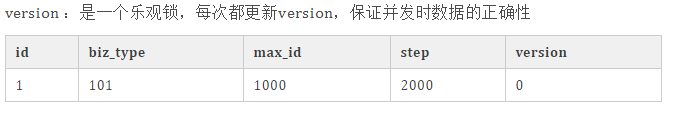 version ：是一个乐观锁，每次都更新version，保证并发时数据的正确性
id biz_type max_id step version
1 101 1000 2000 0